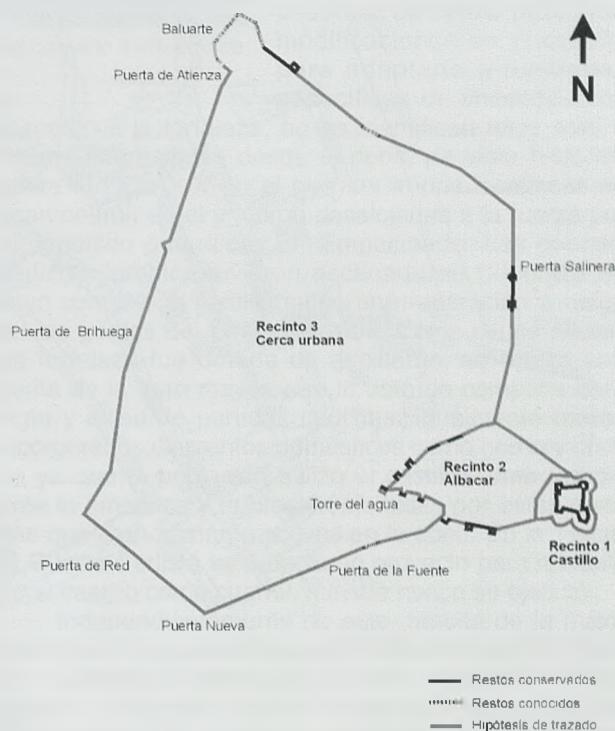 Baluarte
Puerta de Atienza
N
Puerta Salinera
Puerta de Brihuega
Recinto 3
Cerca urbana
Recinto 2
Albacar
Torre del agua
Recinto 1
Castillo
Puerta de Red
Puerta de la Fuente
Puerta Nueva
Restos conservados
Restos conocidos
Hipótesis de trazado